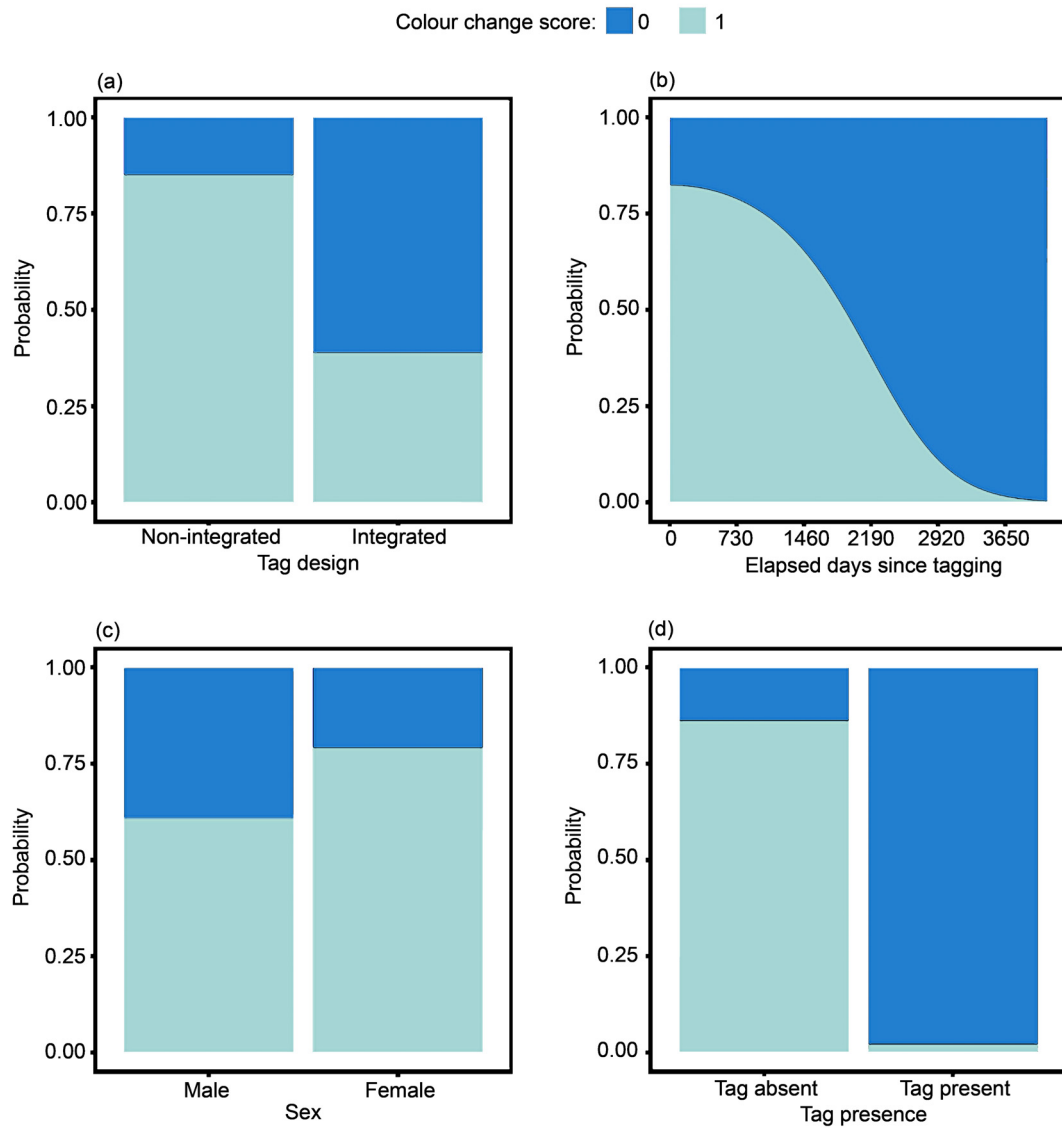 Colour change score: 0 1
(a)
1.00
0.75
0.50
0.25
0.00
Probability
Non-integrated Integrated
Tag design
(b)
1.00
0.75
0.50
0.25
0.00
Probability
0 730 1460 2190 2920 3650
Elapsed days since tagging
(c)
1.00
0.75
0.50
0.25
0.00
Probability
Male Female
Sex
(d)
1.00
0.75
0.50
0.25
0.00
Probability
Tag absent Tag present
Tag presence